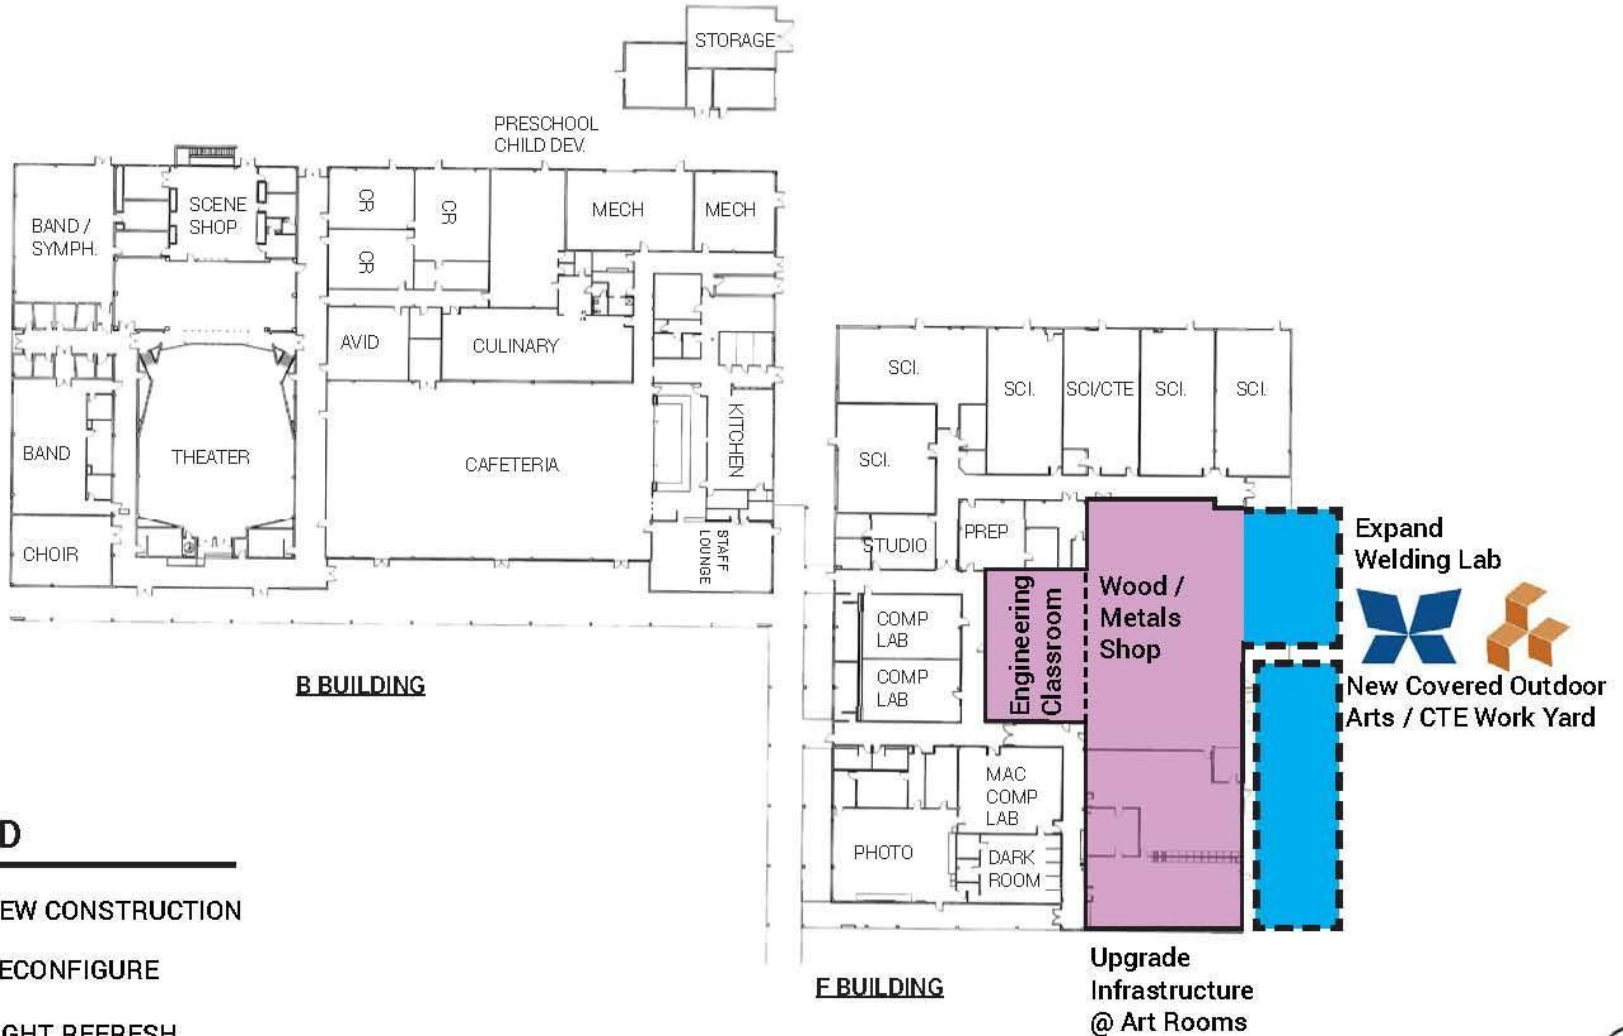 STORAGE
PRESCHOOL
CHILD DEV.
BAND /
SYMPH.
SCENE
SHOP
CR
CR
CR
MECH
MECH
AVID
CULINARY
BAND
THEATER
CAFETERIA
KITCHEN
CHOIR
STAFF
LOUNGE
B BUILDING
SCI.
SCI.
SCI/CTE
SCI.
SCI.
SCI.
STUDIO
PREP
COMP
LAB
COMP
LAB
Engineering
Classroom
Wood /
Metals
Shop
Expand
Welding Lab
New Covered Outdoor
Arts / CTE Work Yard
MAC
COMP
LAB
PHOTO
DARK
ROOM
F BUILDING
Upgrade
Infrastructure
@ Art Rooms
D
EW CONSTRUCTION
ECONFIGURE
GHT REFRESH